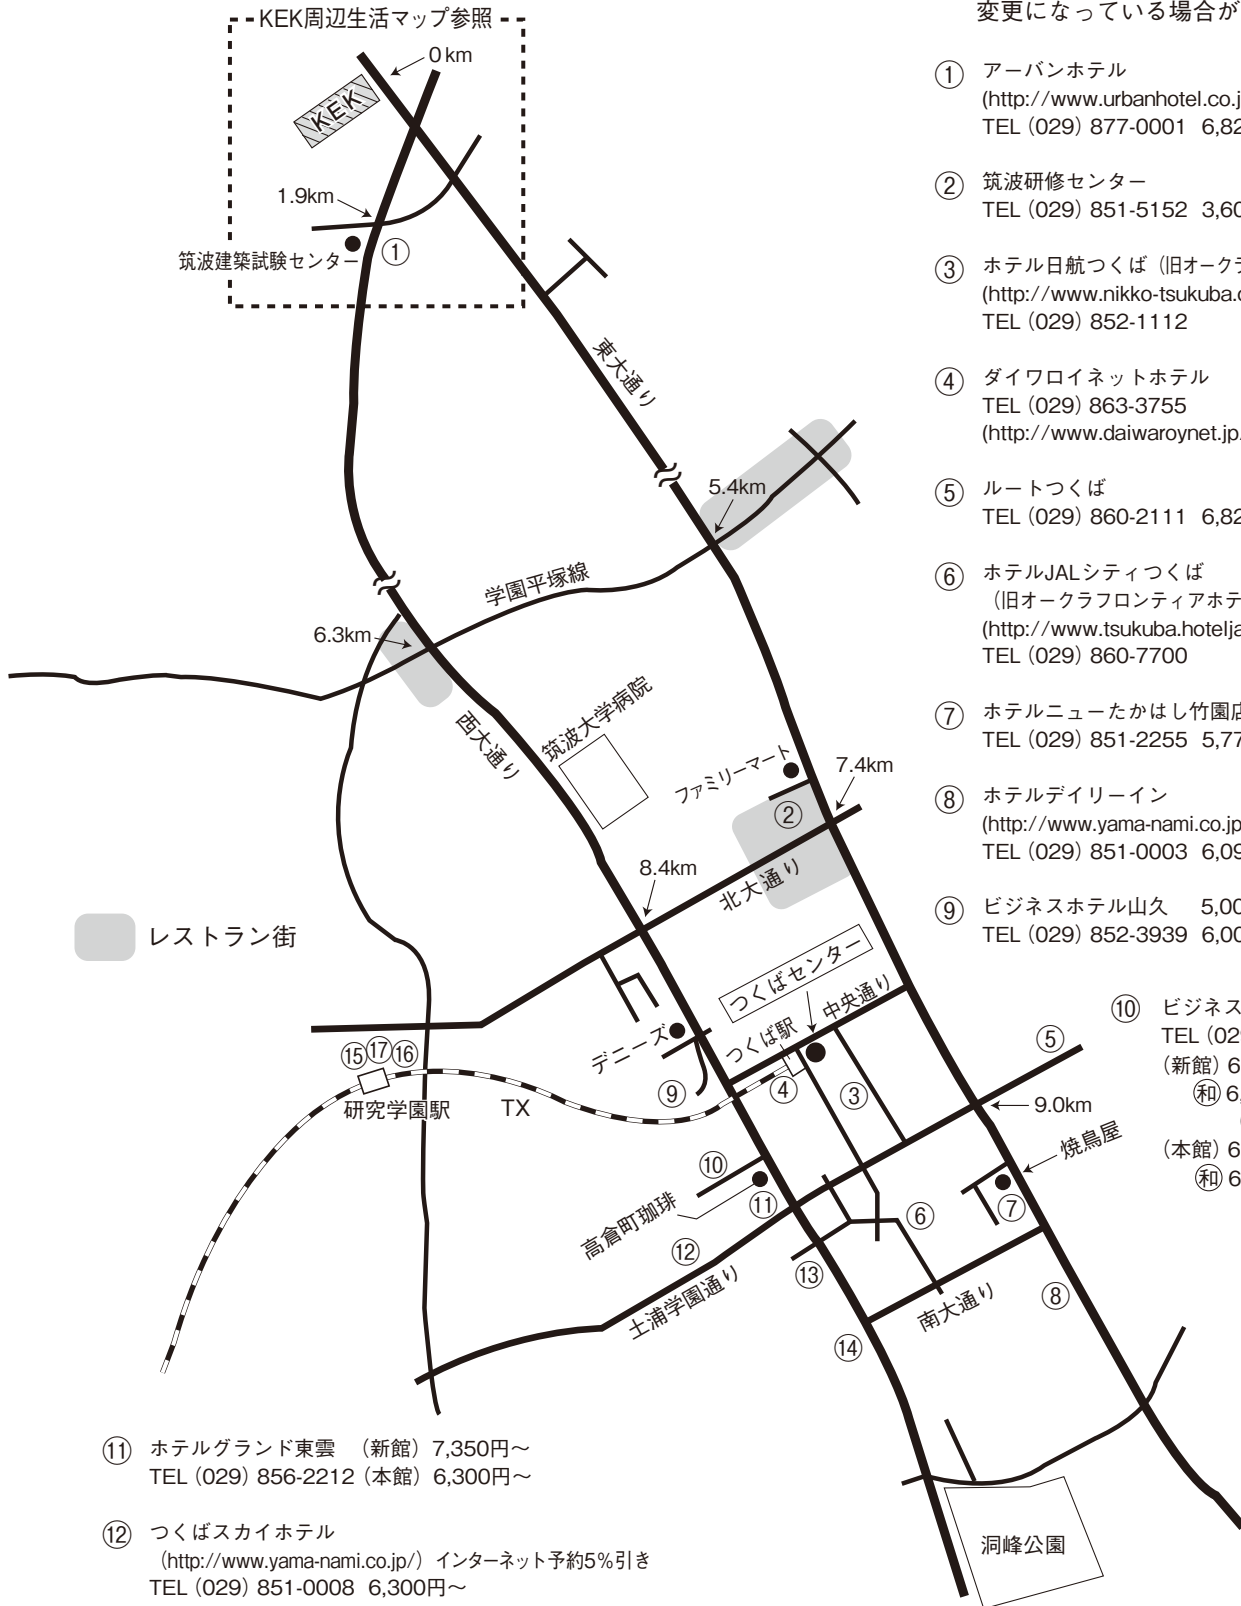 変更になっている場合が
KEK周辺生活マップ参照
0km
KEK
1.9km
筑波建築試験センター
①
東大通り
5.4km
学園平塚線
6.3km
西大通り
筑波大学病院
ファミリーマート
7.4km
②
8.4km
北大通り
レストラン街
つくばセンター
中央通り
つくば駅
デニーズ
⑨
④
③
⑤
⑮⑰⑯
研究学園駅
TX
9.0km
焼鳥屋
⑩
⑪
高倉町珈琲
⑫
⑥
⑦
⑬
土浦学園通り
南大通り
⑧
⑭
洞峰公園
① アーバンホテル
(http://www.urbanhotel.co.j
TEL (029) 877-0001 6,82
② 筑波研修センター
TEL (029) 851-5152 3,60
③ ホテル日航つくば（旧オークラ
(http://www.nikko-tsukuba.c
TEL (029) 852-1112
④ ダイワロイネットホテル
TEL (029) 863-3755
(http://www.daiwaroynet.jp.
⑤ ルートつくば
TEL (029) 860-2111 6,82
⑥ ホテルJALシティつくば
（旧オークラフロンティアホテ
(http://www.tsukuba.hotelja
TEL (029) 860-7700
⑦ ホテルニューたかはし竹園店
TEL (029) 851-2255 5,77
⑧ ホテルデイリーイン
(http://www.yama-nami.co.jp
TEL (029) 851-0003 6,09
⑨ ビジネスホテル山久 5,00
TEL (029) 852-3939 6,00
⑩ ビジネス
TEL (029
（新館）6
㊒6,
（本館）6
㊒6
⑪ ホテルグランド東雲 （新館）7,350円～
TEL (029) 856-2212（本館）6,300円～
⑫ つくばスカイホテル
（http://www.yama-nami.co.jp/）インターネット予約5%引き
TEL (029) 851-0008 6,300円～